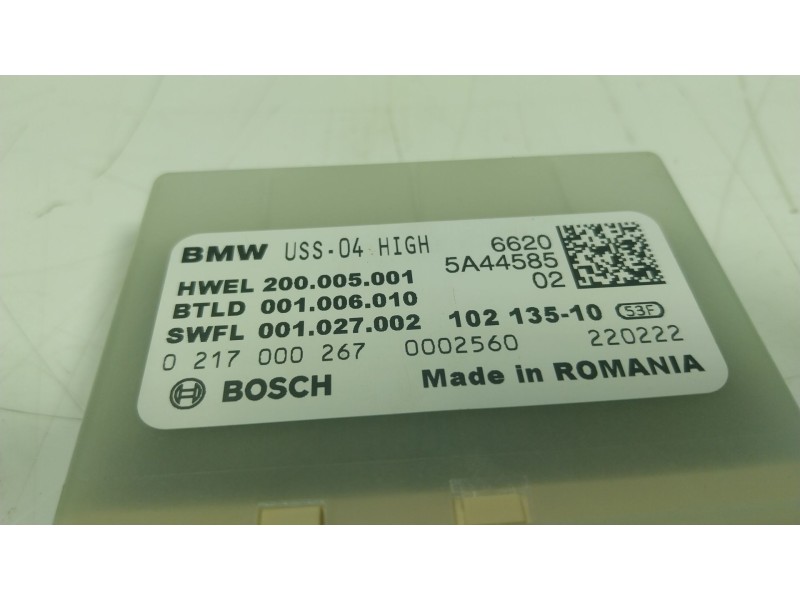 BMW USS-04 HIGH 6620
5A44585
02
HWEL 200.005.001
BTLD 001.006.010
SWFL 001.027.002 102 135-10 53F
0 217 000 267 0002560 220222
BOSCH Made in ROMANIA